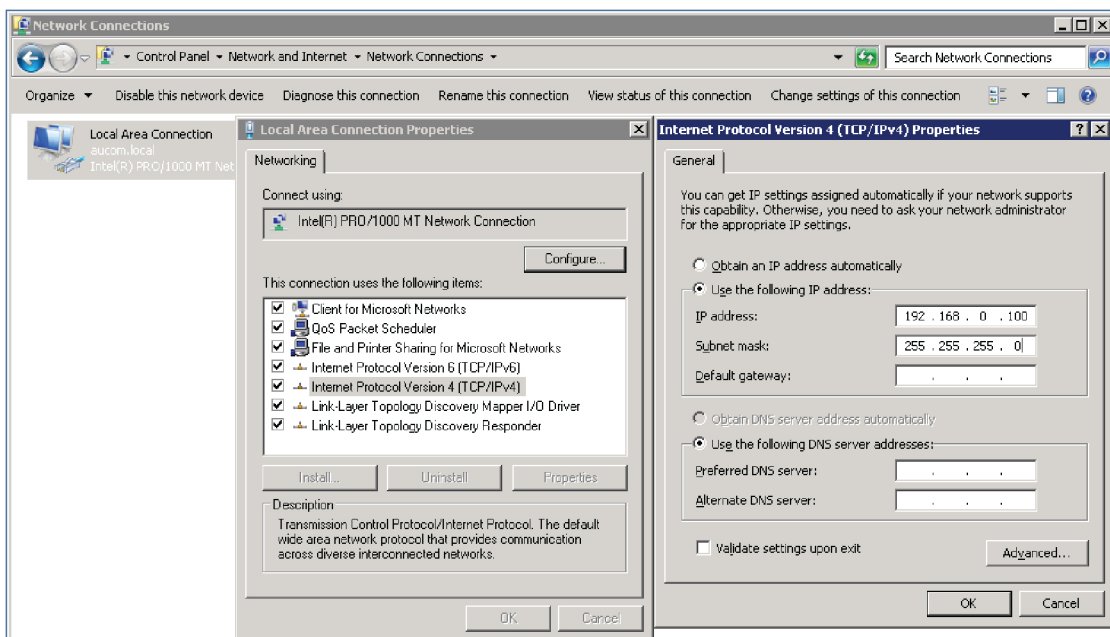 Network Connections
Control Panel Network and Internet Network Connections
Search Network Connections
Organize Disable this network device Diagnose this connection Rename this connection View status of this connection Change settings of this connection
Local Area Connection
aucom.local
Intel(R) PRO/1000 MT Net
Local Area Connection Properties
Networking
Connect using:
Intel(R) PRO/1000 MT Network Connection
Configure...
This connection uses the following items:
Client for Microsoft Networks
QoS Packet Scheduler
File and Printer Sharing for Microsoft Networks
Internet Protocol Version 6 (TCP/IPv6)
Internet Protocol Version 4 (TCP/IPv4)
Link-Layer Topology Discovery Mapper I/O Driver
Link-Layer Topology Discovery Responder
Install... Uninstall Properties
Description
Transmission Control Protocol/Internet Protocol. The default
wide area network protocol that provides communication
across diverse interconnected networks.
OK Cancel
Internet Protocol Version 4 (TCP/IPv4) Properties
General
You can get IP settings assigned automatically if your network supports
this capability. Otherwise, you need to ask your network administrator
for the appropriate IP settings.
Obtain an IP address automatically
Use the following IP address:
IP address: 192 . 168 . 0 . 100
Subnet mask: 255 . 255 . 255 . 0
Default gateway: . . .
Obtain DNS server address automatically
Use the following DNS server addresses:
Preferred DNS server: . . .
Alternate DNS server: . . .
Validate settings upon exit
Advanced...
OK Cancel